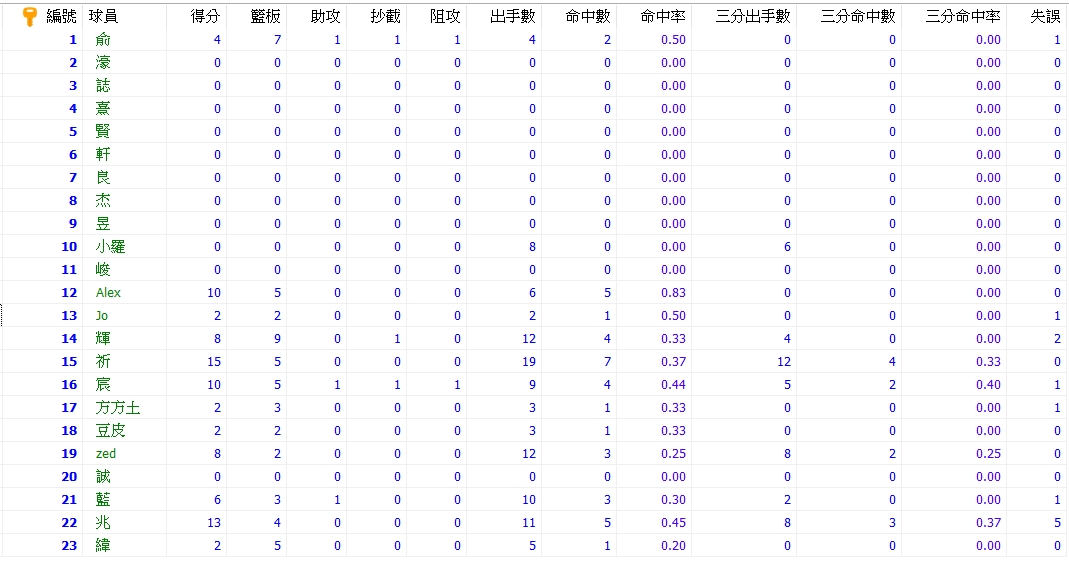 編號 球員 得分 籃板 助攻 抄截 阻攻 出手數 命中數 命中率 三分出手數 三分命中數 三分命中率 失誤
1 俞 4 7 1 1 1 4 2 0.50 0 0 0.00 1
2 濠 0 0 0 0 0 0 0 0.00 0 0 0.00 0
3 誌 0 0 0 0 0 0 0 0.00 0 0 0.00 0
4 熹 0 0 0 0 0 0 0 0.00 0 0 0.00 0
5 賢 0 0 0 0 0 0 0 0.00 0 0 0.00 0
6 軒 0 0 0 0 0 0 0 0.00 0 0 0.00 0
7 良 0 0 0 0 0 0 0 0.00 0 0 0.00 0
8 杰 0 0 0 0 0 0 0 0.00 0 0 0.00 0
9 昱 0 0 0 0 0 0 0 0.00 0 0 0.00 0
10 小羅 0 0 0 0 0 8 0 0.00 6 0 0.00 0
11 峻 0 0 0 0 0 0 0 0.00 0 0 0.00 0
12 Alex 10 5 0 0 0 6 5 0.83 0 0 0.00 0
13 Jo 2 2 0 0 0 2 1 0.50 0 0 0.00 1
14 輝 8 9 0 1 0 12 4 0.33 4 0 0.00 2
15 祈 15 5 0 0 0 19 7 0.37 12 4 0.33 0
16 宸 10 5 1 1 1 9 4 0.44 5 2 0.40 1
17 方方土 2 3 0 0 0 3 1 0.33 0 0 0.00 1
18 豆皮 2 2 0 0 0 3 1 0.33 0 0 0.00 0
19 zed 8 2 0 0 0 12 3 0.25 8 2 0.25 0
20 誠 0 0 0 0 0 0 0 0.00 0 0 0.00 0
21 藍 6 3 1 0 0 10 3 0.30 2 0 0.00 1
22 兆 13 4 0 0 0 11 5 0.45 8 3 0.37 5
23 緯 2 5 0 0 0 5 1 0.20 0 0 0.00 0